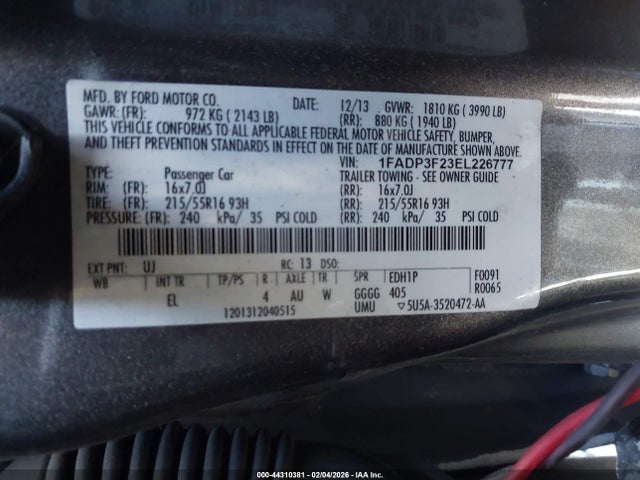 MFD. BY FORD MOTOR CO. DATE: 12/13 GVWR: 1810 KG ( 3990 LB)
GAWR: (FR): 972 KG ( 2143 LB) (RR): 880 KG ( 1940 LB)
THIS VEHICLE CONFORMS TO ALL APPLICABLE FEDERAL MOTOR VEHICLE SAFETY, BUMPER,
AND THEFT PREVENTION STANDARDS IN EFFECT ON THE DATE OF MANUFACTURE SHOWN ABOVE.
VIN: 1FADP3F23EL226777
TYPE: Passenger Car TRAILER TOWING - SEE OWNER GUIDE
RIM: (FR): 16x7.0J (RR): 16x7.0J
TIRE: (FR): 215/55R16 93H (RR): 215/55R16 93H
PRESSURE: (FR): 240 kPa/ 35 PSI COLD (RR): 240 kPa/ 35 PSI COLD
EXT PNT: UJ RC: 13 DSO: F0091
WB INT TR TP/PS R AXLE TR SPR EDH1P R0065
EL 4 AU W GGGG 405
1201312040515 UMU ▽5U5A-3520472-AA
000-44310381 - 02/04/2026 - IAA Inc.